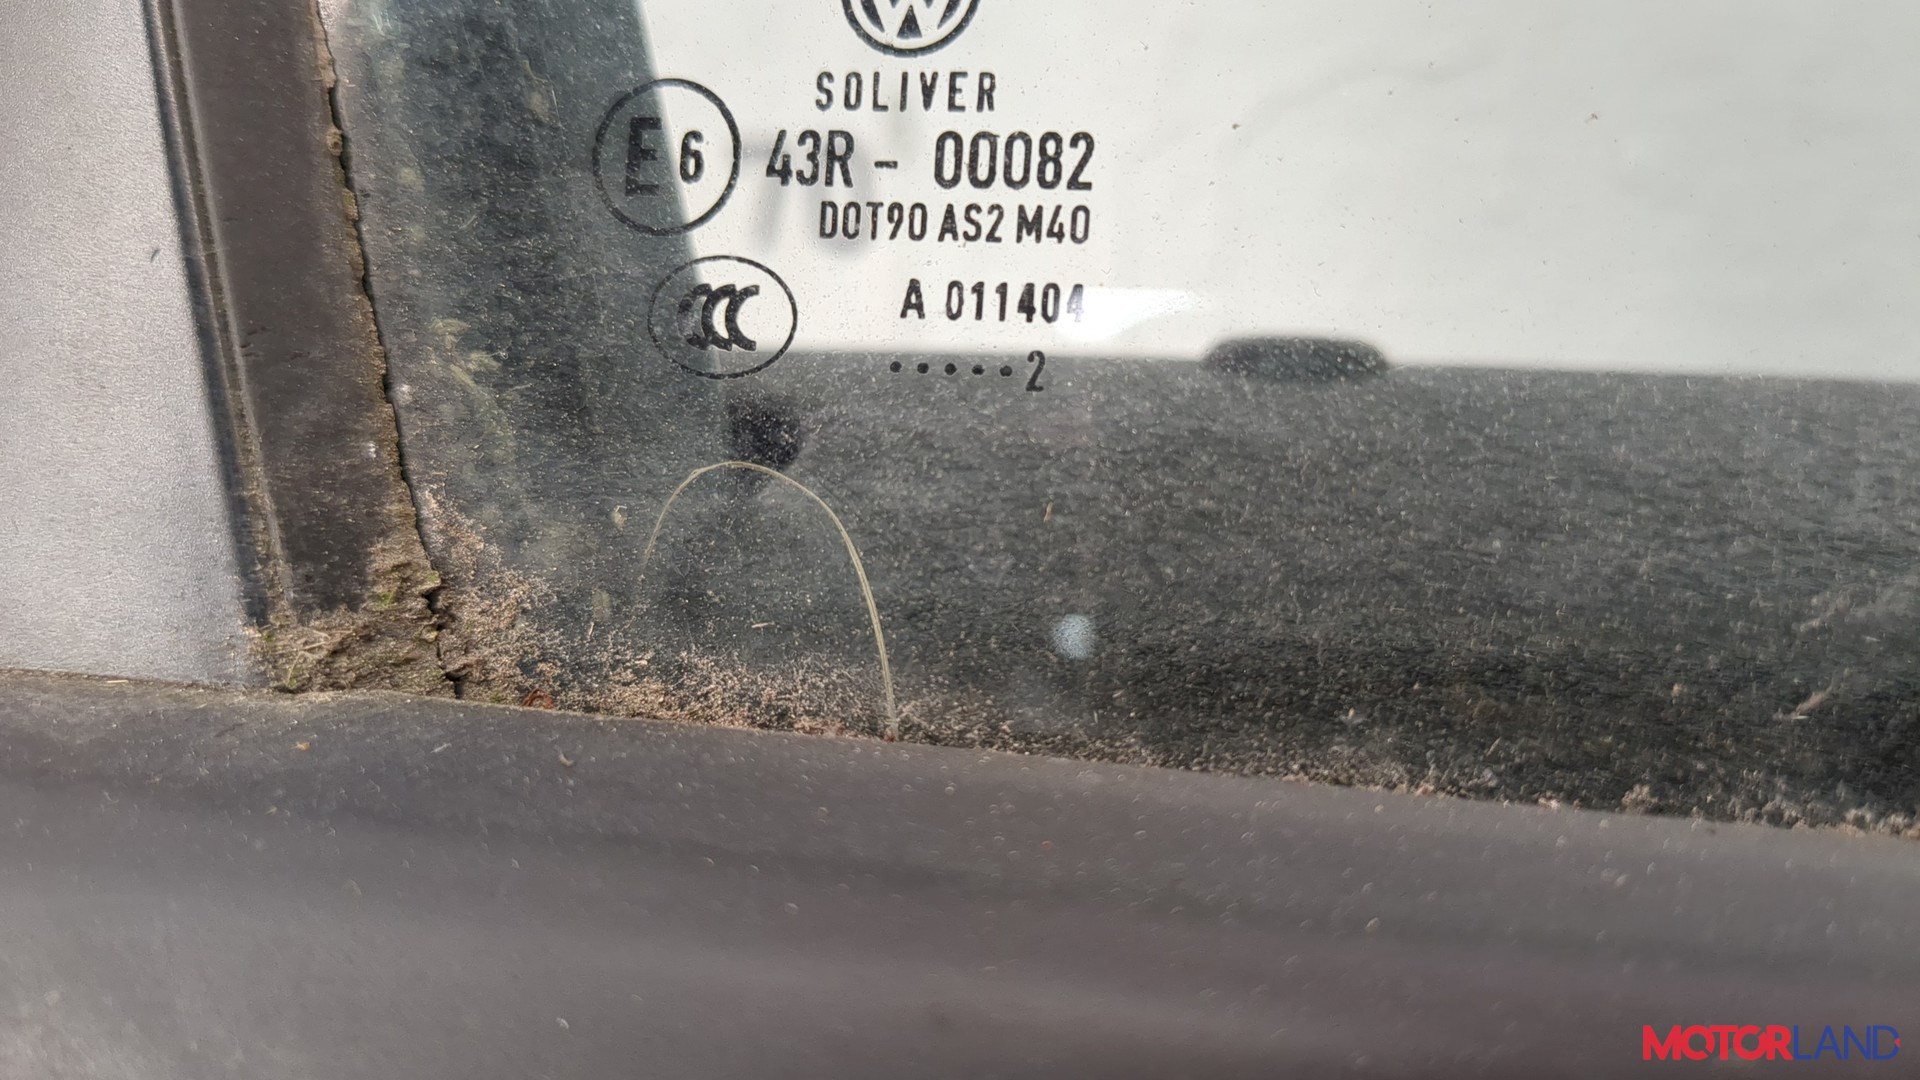 SOLIVER
E6 43R - 00082
DOT90 AS2 M40
CCC
A 011404
.....2
MOTORLAND